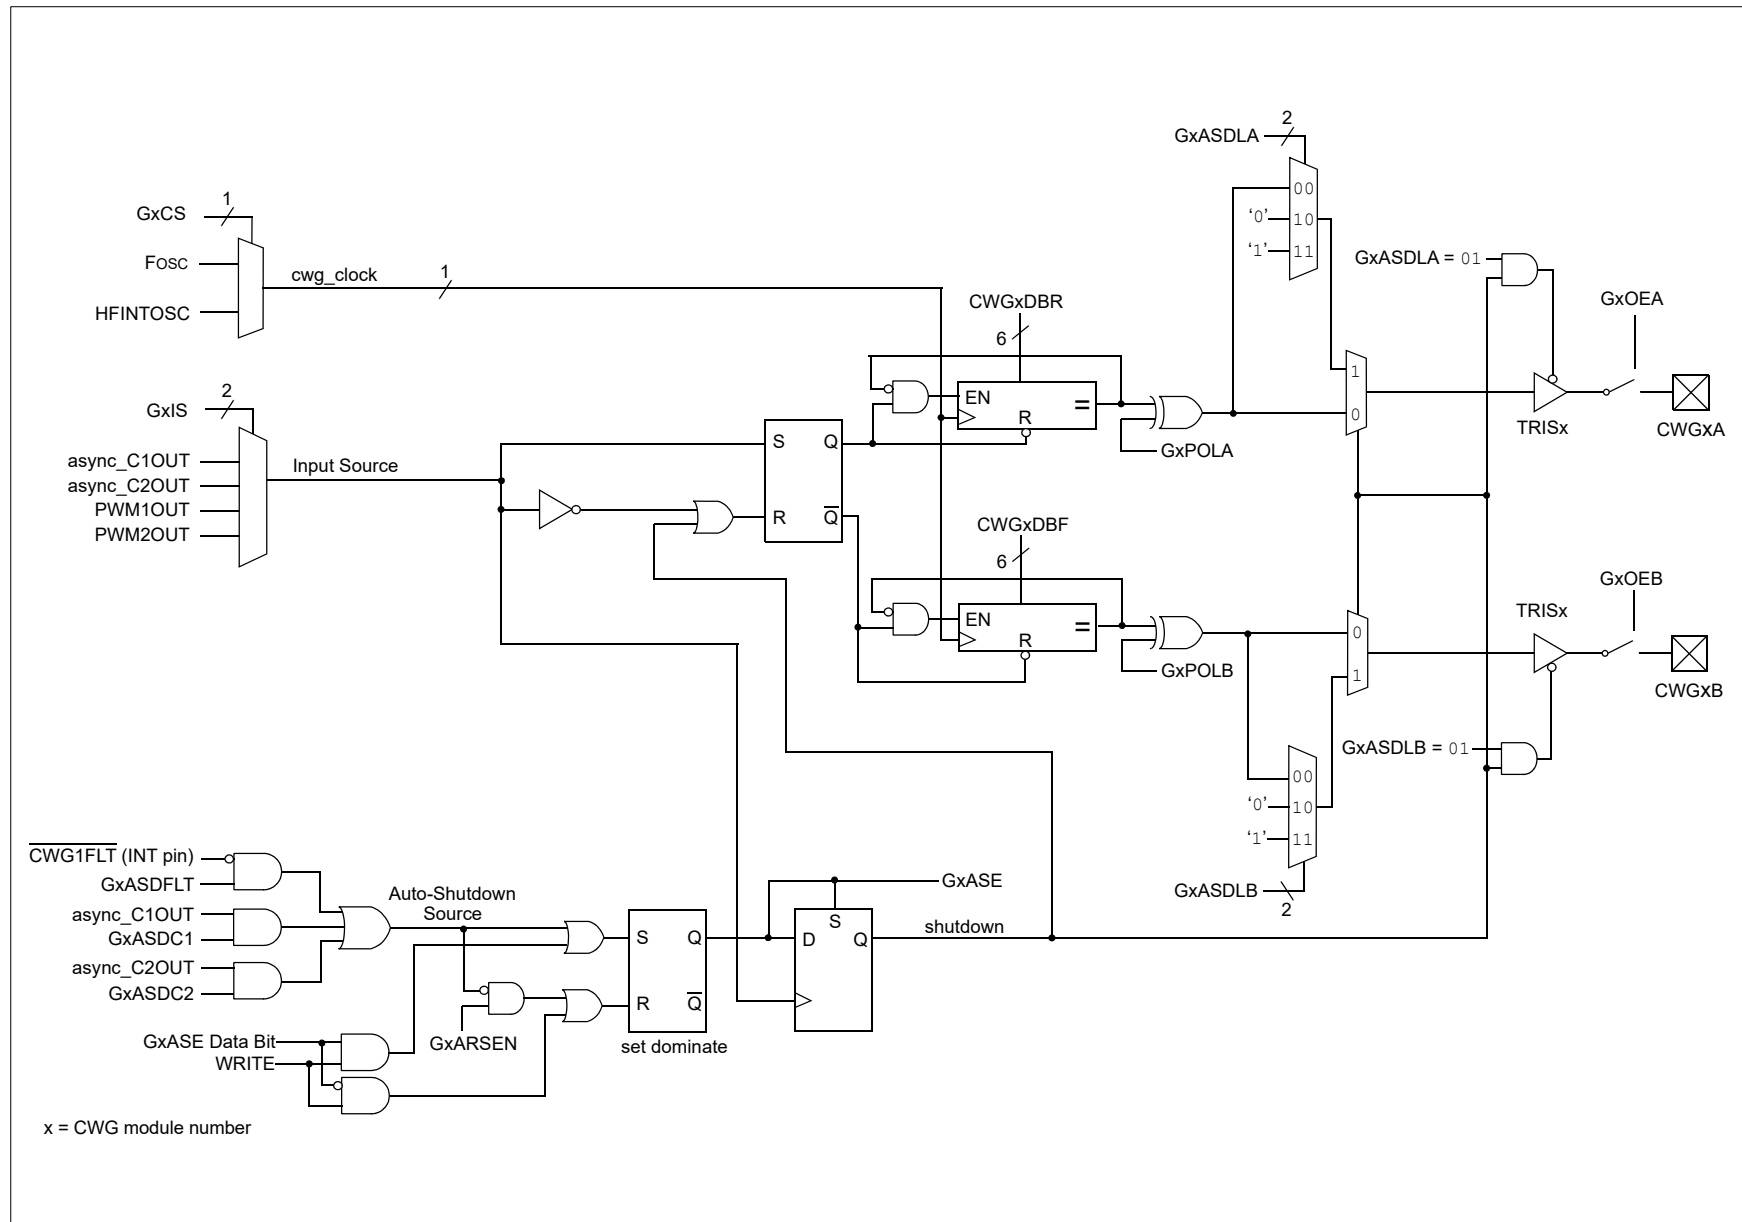 GxCS
1
FOSC
HFINTOSC
cwg_clock
1
GxIS
2
async_C1OUT
async_C2OUT
PWM1OUT
PWM2OUT
Input Source
S
Q
R
Q
CWGxDBR
6
EN
=
R
GxPOLA
CWGxDBF
6
EN
=
R
GxPOLB
GxASDLA
2
00
'0'
10
'1'
11
1
0
GxASDLA = 01
TRISx
GxOEA
CWGxA
0
1
TRISx
GxOEB
CWGxB
GxASDLB = 01
00
'0'
10
'1'
11
GxASDLB
2
CWG1FLT (INT pin)
GxASDFLT
async_C1OUT
GxASDC1
async_C2OUT
GxASDC2
Auto-Shutdown
Source
GxARSEN
GxASE Data Bit
WRITE
S
Q
R
Q
set dominate
S
D
Q
GxASE
shutdown
x = CWG module number